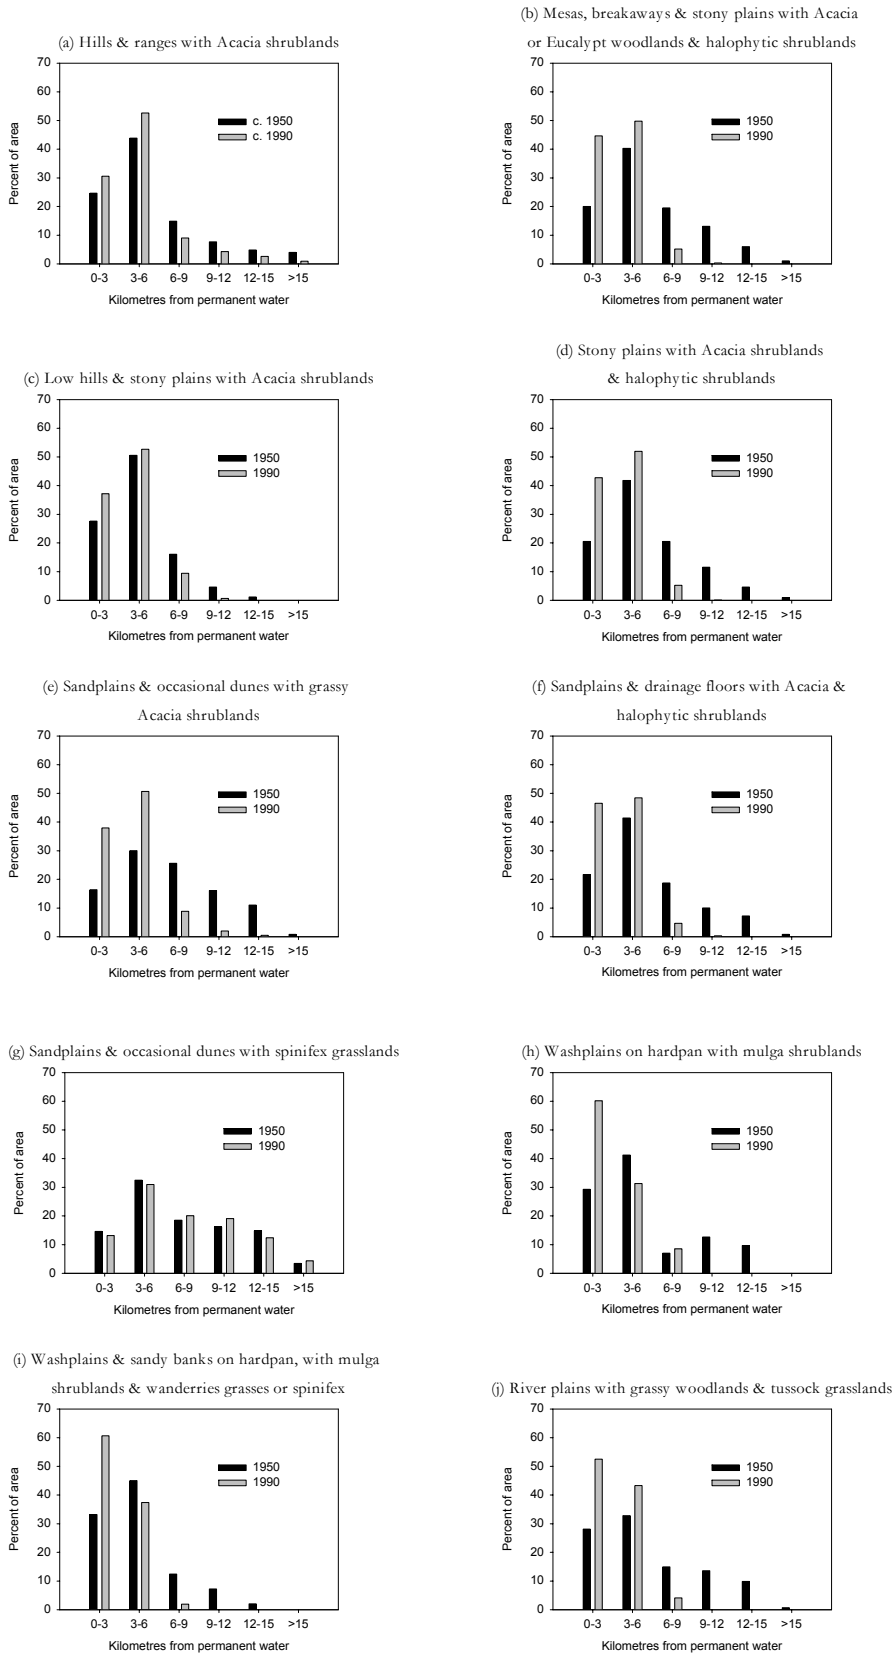 (a) Hills & ranges with Acacia shrublands
70
60
50
40
30
20
10
0
Percent of area
c. 1950
c. 1990
0-3 3-6 6-9 9-12 12-15 >15
Kilometres from permanent water
(b) Mesas, breakaways & stony plains with Acacia
or Eucalypt woodlands & halophytic shrublands
70
60
50
40
30
20
10
0
Percent of area
1950
1990
0-3 3-6 6-9 9-12 12-15 >15
Kilometres from permanent water
(c) Low hills & stony plains with Acacia shrublands
70
60
50
40
30
20
10
0
Percent of area
1950
1990
0-3 3-6 6-9 9-12 12-15 >15
Kilometres from permanent water
(d) Stony plains with Acacia shrublands
& halophytic shrublands
70
60
50
40
30
20
10
0
Percent of area
1950
1990
0-3 3-6 6-9 9-12 12-15 >15
Kilometres from permanent water
(e) Sandplains & occasional dunes with grassy
Acacia shrublands
70
60
50
40
30
20
10
0
Percent of area
1950
1990
0-3 3-6 6-9 9-12 12-15 >15
Kilometres from permanent water
(f) Sandplains & drainage floors with Acacia &
halophytic shrublands
70
60
50
40
30
20
10
0
Percent of area
1950
1990
0-3 3-6 6-9 9-12 12-15 >15
Kilometres from permanent water
(g) Sandplains & occasional dunes with spinifex grasslands
70
60
50
40
30
20
10
0
Percent of area
1950
1990
0-3 3-6 6-9 9-12 12-15 >15
Kilometres from permanent water
(h) Washplains on hardpan with mulga shrublands
70
60
50
40
30
20
10
0
Percent of area
1950
1990
0-3 3-6 6-9 9-12 12-15 >15
Kilometres from permanent water
(i) Washplains & sandy banks on hardpan, with mulga
shrublands & wanderries grasses or spinifex
70
60
50
40
30
20
10
0
Percent of area
1950
1990
0-3 3-6 6-9 9-12 12-15 >15
Kilometres from permanent water
(j) River plains with grassy woodlands & tussock grasslands
70
60
50
40
30
20
10
0
Percent of area
1950
1990
0-3 3-6 6-9 9-12 12-15 >15
Kilometres from permanent water